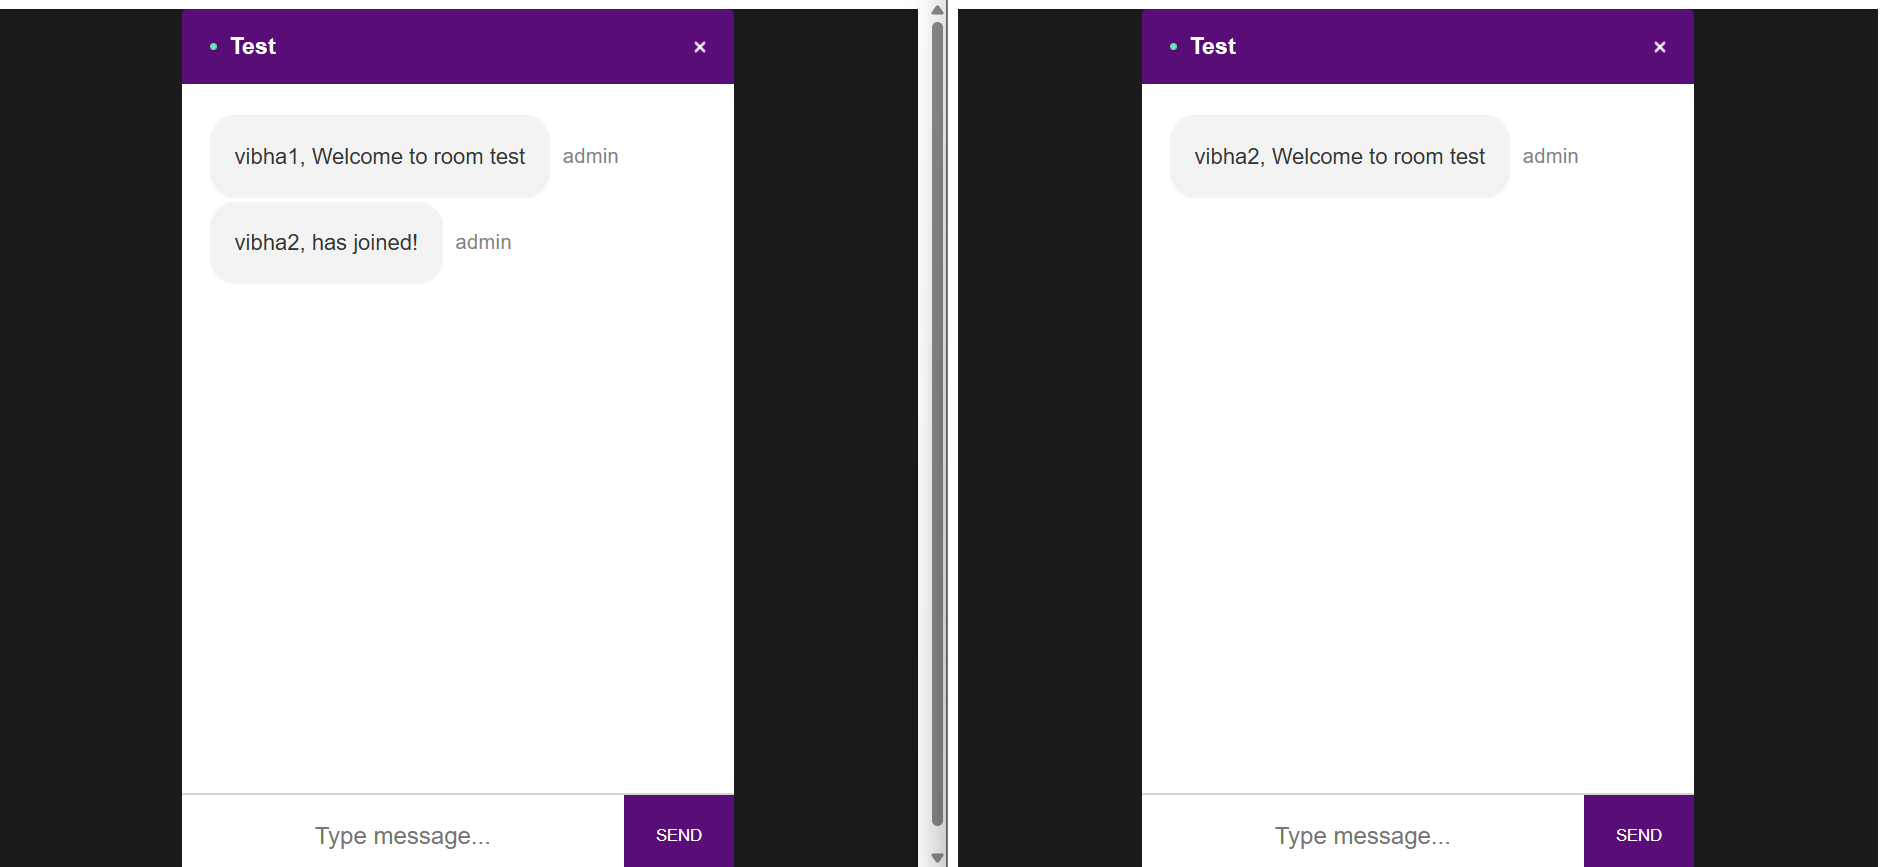 Test
×
vibha1, Welcome to room test admin
vibha2, has joined! admin
Type message...
SEND
Test
×
vibha2, Welcome to room test admin
Type message...
SEND